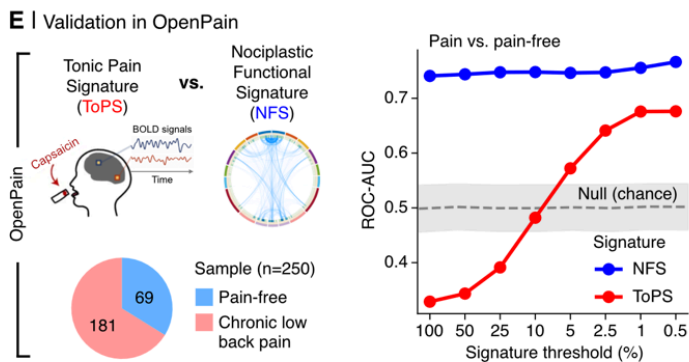 E | Validation in OpenPain
OpenPain
Tonic Pain
Signature
(ToPS)
vs.
Nociplastic
Functional
Signature
(NFS)
Capsaicin
BOLD signals
Time
Sample (n=250)
69
181
Pain-free
Chronic low
back pain
Pain vs. pain-free
ROC-AUC
0.7
0.5
0.4
Null (chance)
Signature
NFS
ToPS
100 50 25 10 5 2.5 1 0.5
Signature threshold (%)